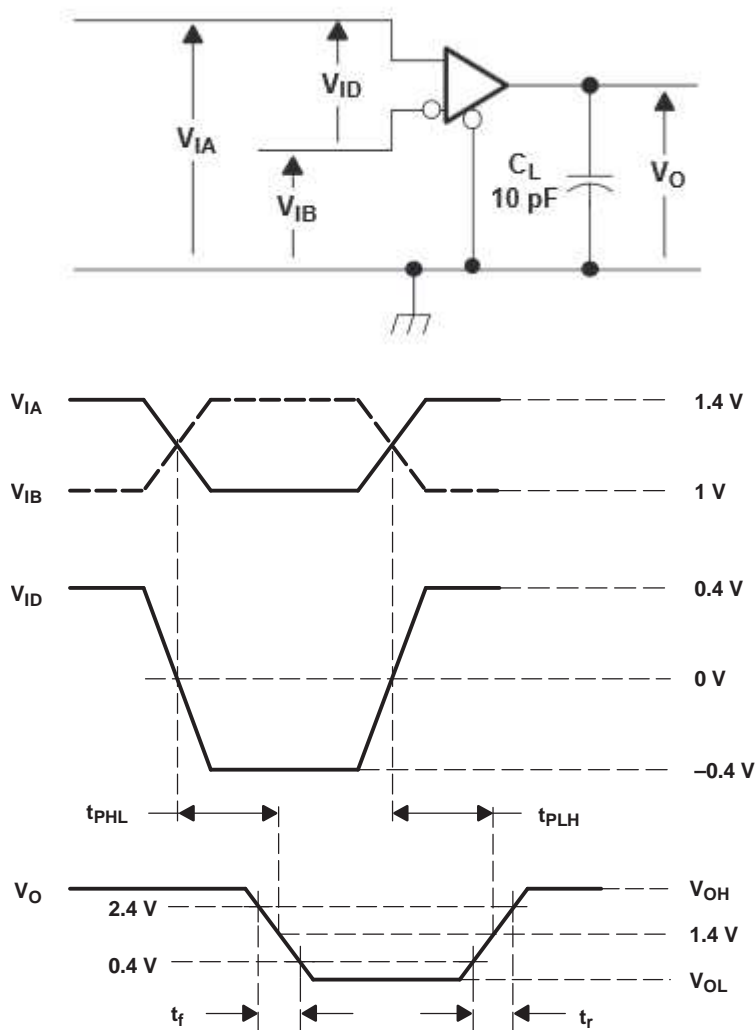 V_ID
V_IA
V_IB
C_L
10 pF
V_O
V_IA
1.4 V
V_IB
1 V
V_ID
0.4 V
0 V
–0.4 V
t_PHL
t_PLH
V_O
V_OH
2.4 V
1.4 V
0.4 V
V_OL
t_f
t_r